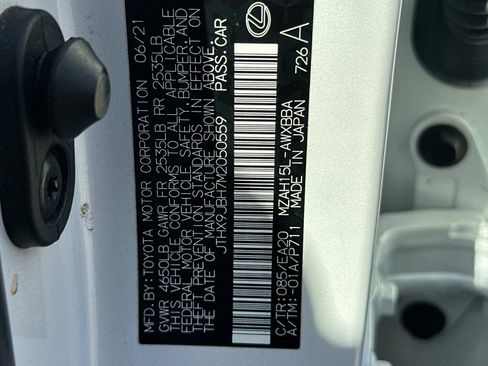 MFD.BY-TOYOTA MOTOR CORPORATION 06/21
GVWR 4650LB GAWR FR 2535LB RR 2535LB
THIS VEHICLE CONFORMS TO ALL APPLICABLE
FEDERAL MOTOR VEHICLE SAFETY, BUMPER, AND
THEFT PREVENTION STANDARDS IN EFFECT ON
THE DATE OF MANUFACTURE SHOWN ABOVE.
JTHX9JBH7M2050559 PASS.CAR
C/TR:085/EA20 MZAH15L-AWXBBA
A/TM:-01A/P711 MADE IN JAPAN 726A